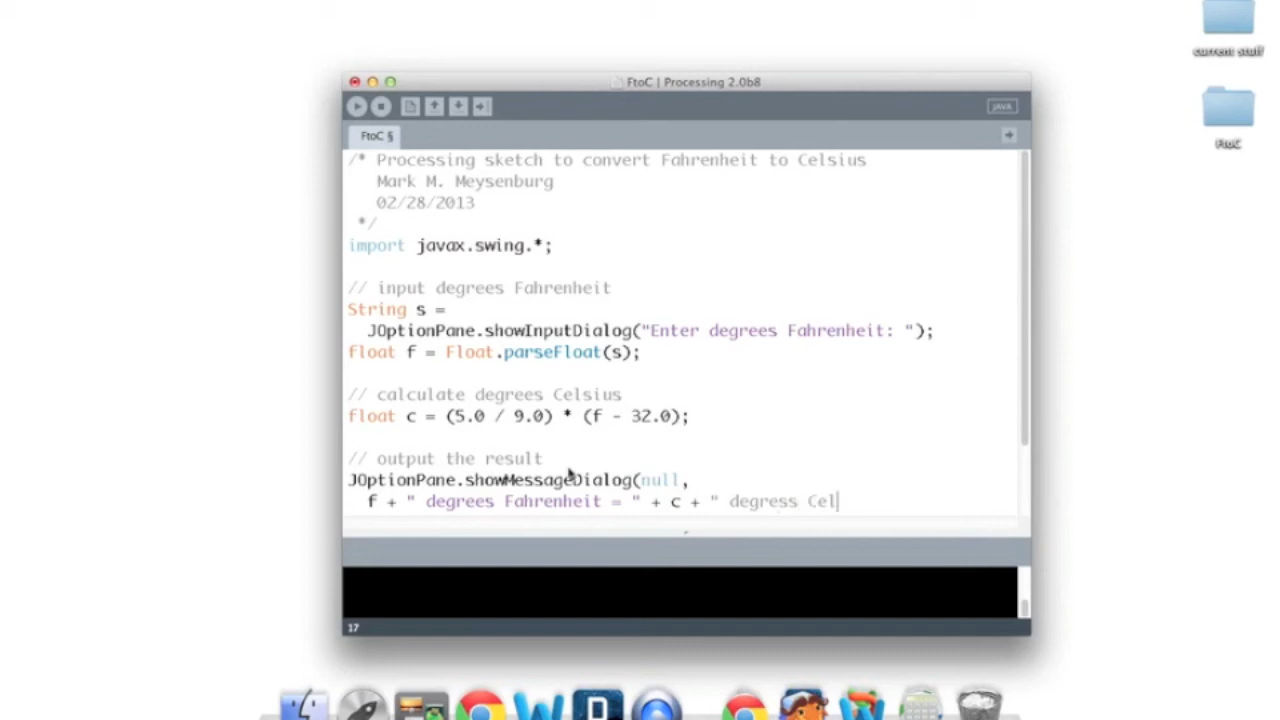 current stuff
FtoC | Processing 2.0b8
JAVA
FtoC
FtoC §
/* Processing sketch to convert Fahrenheit to Celsius
Mark M. Meysenburg
02/28/2013
*/
import javax.swing.*;
// input degrees Fahrenheit
String s =
JOptionPane.showInputDialog("Enter degrees Fahrenheit: ");
float f = Float.parseFloat(s);
// calculate degrees Celsius
float c = (5.0 / 9.0) * (f - 32.0);
// output the result
JOptionPane.showMessageDialog(null,
f + " degrees Fahrenheit = " + c + " degress Cel
17